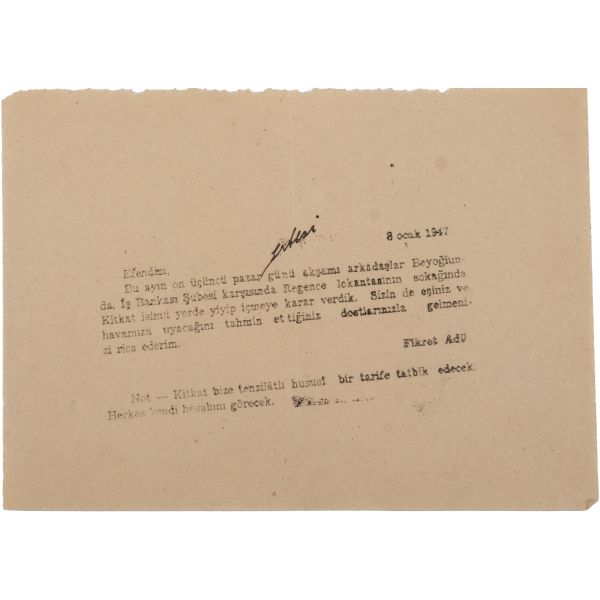 ertesi
8 ocak 1947
Efendim,
Bu ayın on üçüncü pazar günü akşamı arkadaşlar Beyoğlun-
da, İş Bankası Şubesi karşısında Regence lokantasının sokağında
Kitkat isimli yerde yiyip içmeye karar verdik. Sizin de eşiniz ve
havamıza uyacağını tahmin ettiğiniz dostlarınızla gelmeni-
zi rica ederim.
Fikret Adil
Not — Kitkat bize tenzilâtlı hususî bir tarife tatbik edecek.
Herkes kendi hesabını görecek.